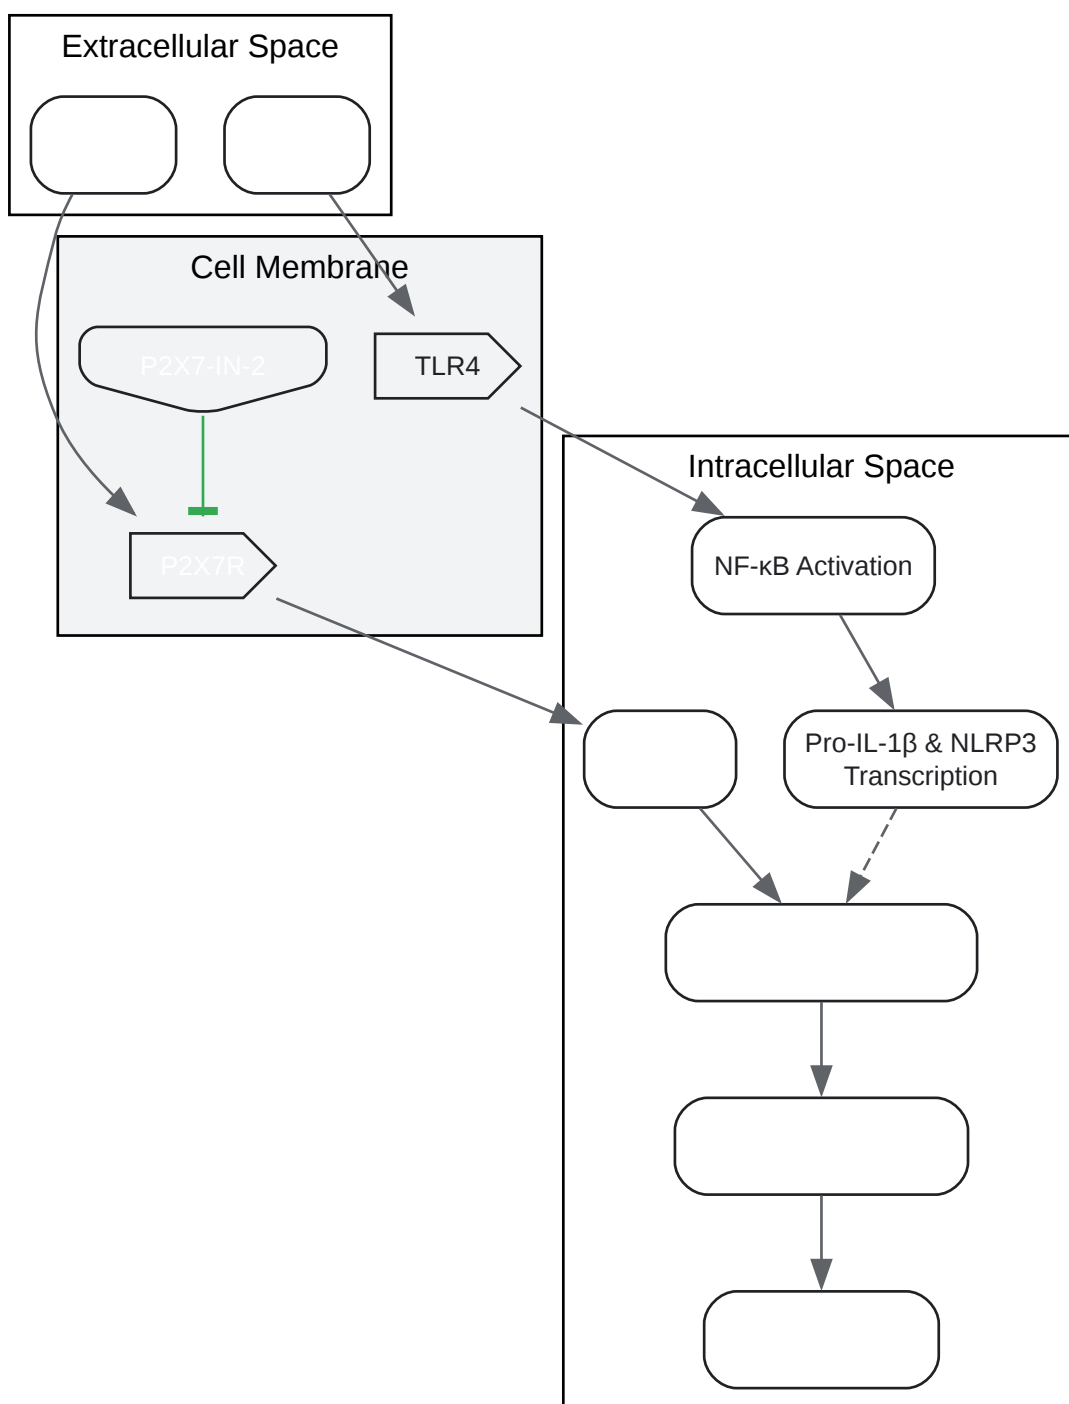 Extracellular Space
Cell Membrane
P2X7-IN-2
TLR4
P2X7R
Intracellular Space
NF-κB Activation
Pro-IL-1β & NLRP3
Transcription